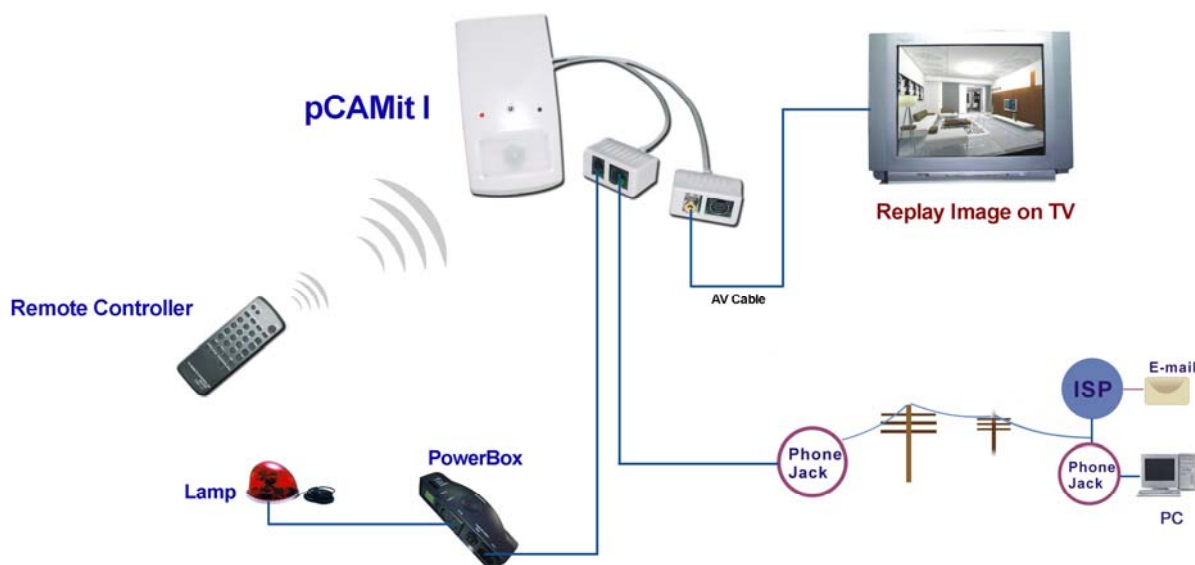 pCAMit I
Replay Image on TV
AV Cable
Remote Controller
E-mail
ISP
Phone
Jack
Phone
Jack
PC
PowerBox
Lamp